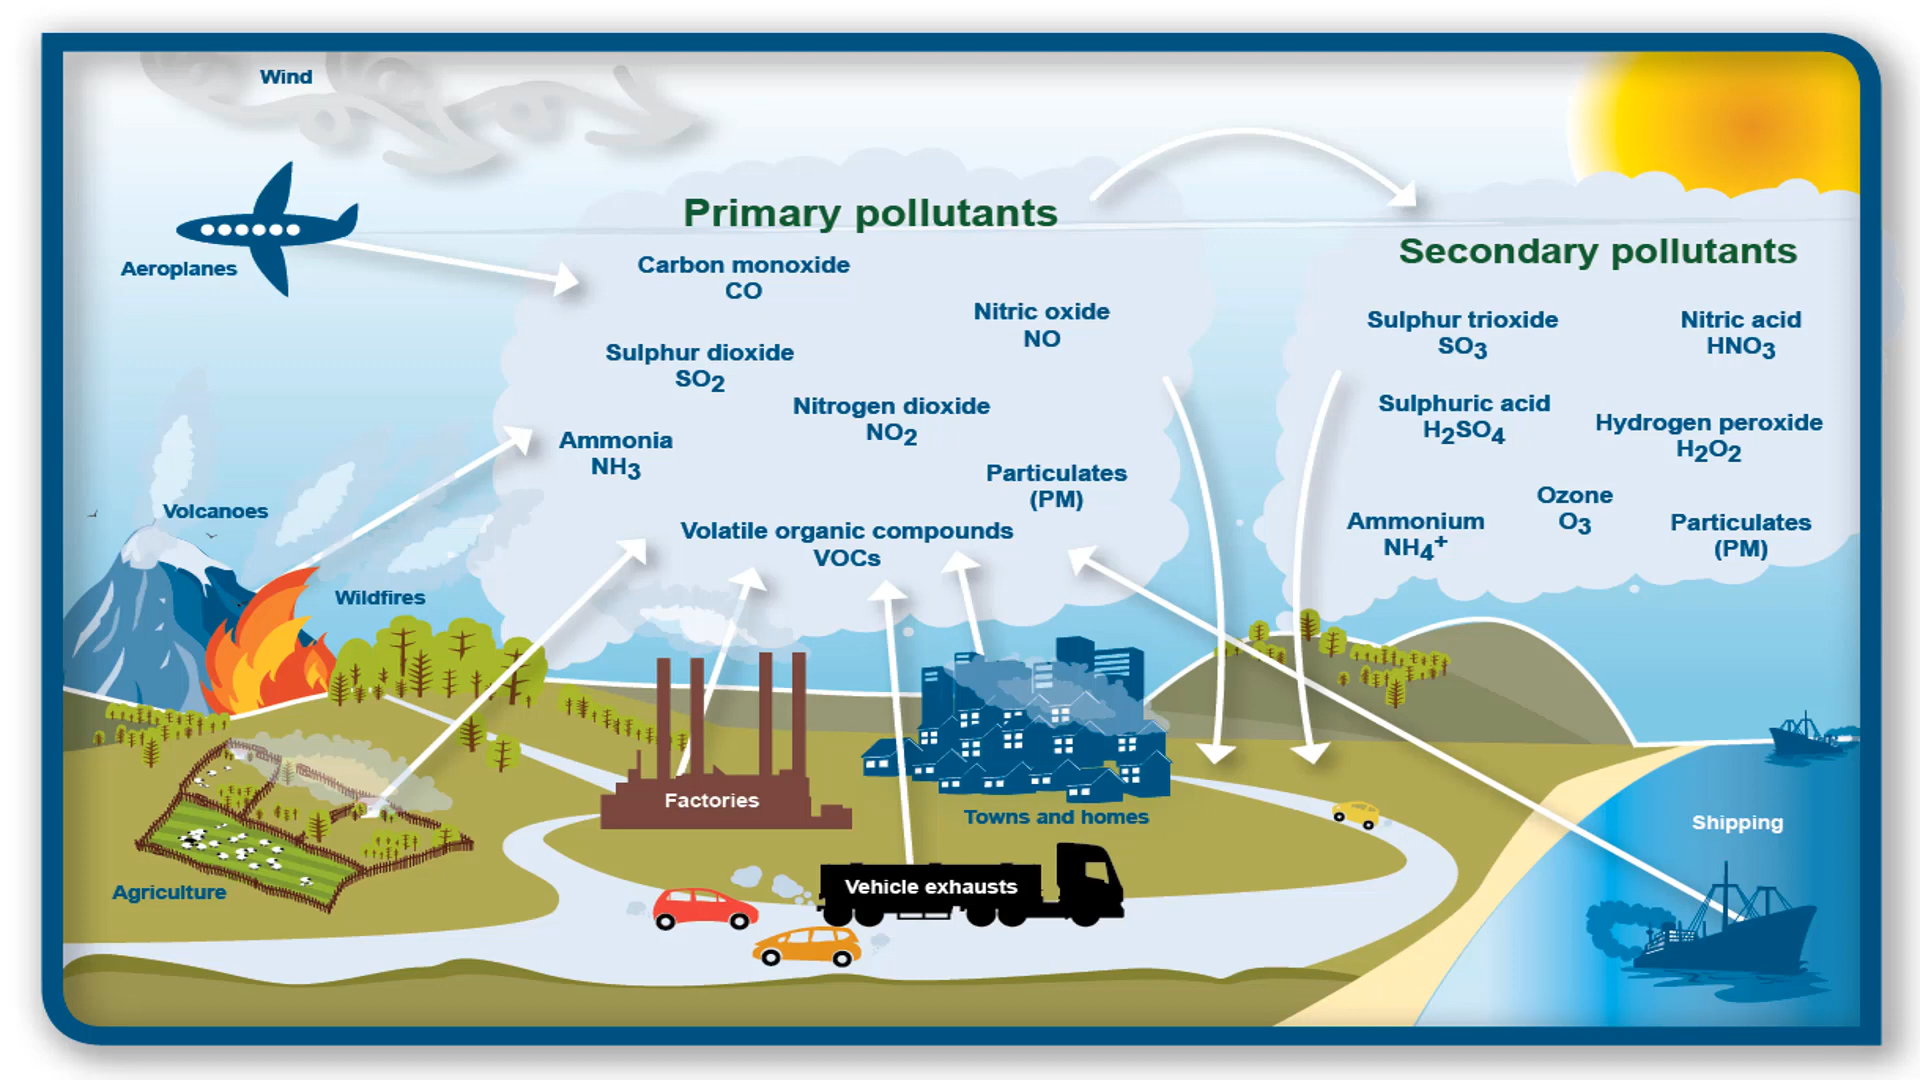 Wind
Aeroplanes
Primary pollutants
Carbon monoxide
CO
Nitric oxide
NO
Sulphur dioxide
SO2
Nitrogen dioxide
NO2
Ammonia
NH3
Particulates
(PM)
Volatile organic compounds
VOCs
Secondary pollutants
Sulphur trioxide
SO3
Nitric acid
HNO3
Sulphuric acid
H2SO4
Hydrogen peroxide
H2O2
Ozone
O3
Ammonium
NH4+
Particulates
(PM)
Volcanoes
Wildfires
Factories
Towns and homes
Shipping
Agriculture
Vehicle exhausts